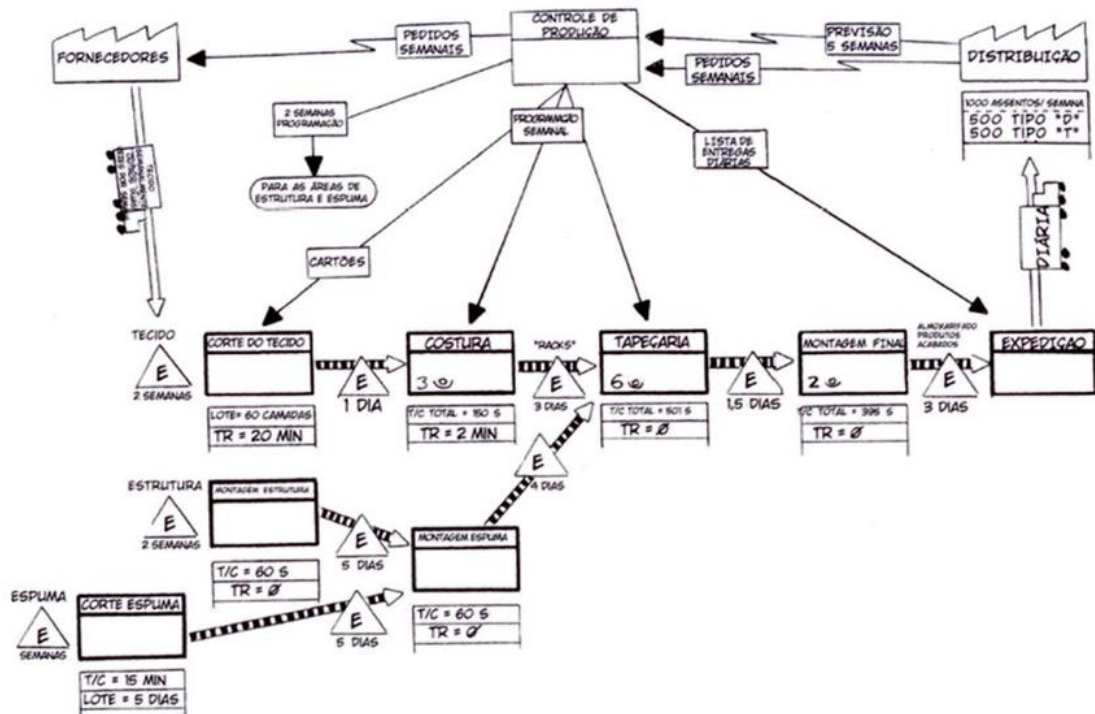 FORNECEDORES
PEDIDOS
SEMANAIS
CONTROLE DE
PRODUÇÃO
PREVISÃO
5 SEMANAS
PEDIDOS
SEMANAIS
DISTRIBUIÇÃO
1000 ASSENTOS/ SEMANA
500 TIPO "D"
500 TIPO "T"
2 SEMANAS
PROGRAMAÇÃO
PROGRAMAÇÃO
SEMANAL
LISTA DE
ENTREGAS
DIÁRIAS
PARA AS ÁREAS DE
ESTRUTURA E ESPUMA
TECIDO
DIÁRIA
CARTÕES
TECIDO
E
2 SEMANAS
CORTE DO TECIDO
LOTE= 60 CAMADAS
TR = 20 MIN
E
1 DIA
COSTURA
3
T/C TOTAL = 150 S
TR = 2 MIN
"RACKS"
E
3 DIAS
TAPEÇARIA
6
T/C TOTAL = 501 S
TR = Ø
E
1,5 DIAS
MONTAGEM FINAL
2
T/C TOTAL = 395 S
TR = Ø
ALMOXARIFADO
PRODUTOS
ACABADOS
E
3 DIAS
EXPEDIÇAO
E
4 DIAS
ESTRUTURA
E
2 SEMANAS
MONTAGEM ESTRUTURA
T/C = 60 S
TR = Ø
E
5 DIAS
MONTAGEM ESPUMA
T/C = 60 S
TR = Ø
ESPUMA
E
SEMANAS
CORTE ESPUMA
T/C = 15 MIN
LOTE = 5 DIAS
E
5 DIAS